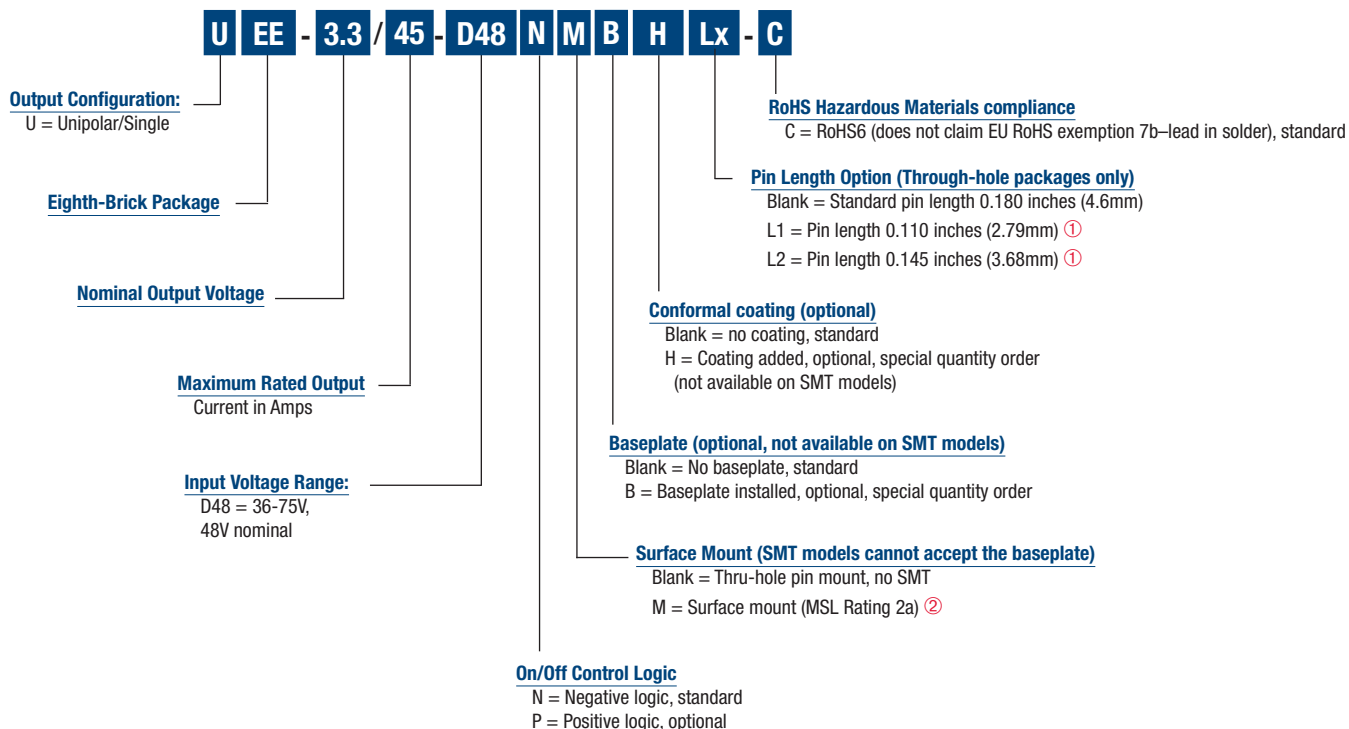 U EE - 3.3 / 45 - D48 N M B H Lx - C
Output Configuration:
U = Unipolar/Single
Eighth-Brick Package
Nominal Output Voltage
Maximum Rated Output
Current in Amps
Input Voltage Range:
D48 = 36-75V,
48V nominal
RoHS Hazardous Materials compliance
C = RoHS6 (does not claim EU RoHS exemption 7b–lead in solder), standard
Pin Length Option (Through-hole packages only)
Blank = Standard pin length 0.180 inches (4.6mm)
L1 = Pin length 0.110 inches (2.79mm) ①
L2 = Pin length 0.145 inches (3.68mm) ①
Conformal coating (optional)
Blank = no coating, standard
H = Coating added, optional, special quantity order
(not available on SMT models)
Baseplate (optional, not available on SMT models)
Blank = No baseplate, standard
B = Baseplate installed, optional, special quantity order
Surface Mount (SMT models cannot accept the baseplate)
Blank = Thru-hole pin mount, no SMT
M = Surface mount (MSL Rating 2a) ②
On/Off Control Logic
N = Negative logic, standard
P = Positive logic, optional